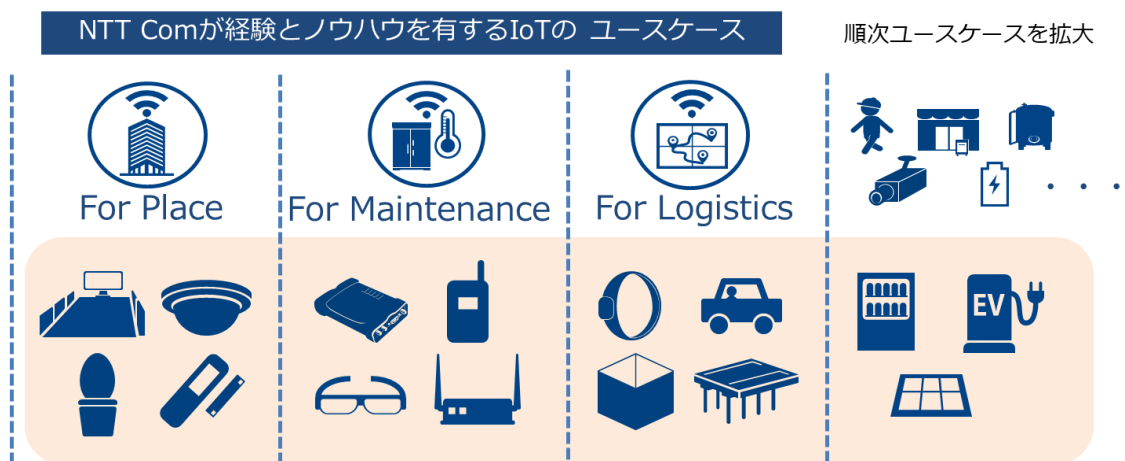 NTT Comが経験とノウハウを有するIoTの ユースケース
順次ユースケースを拡大
For Place
For Maintenance
For Logistics
・・・
EV